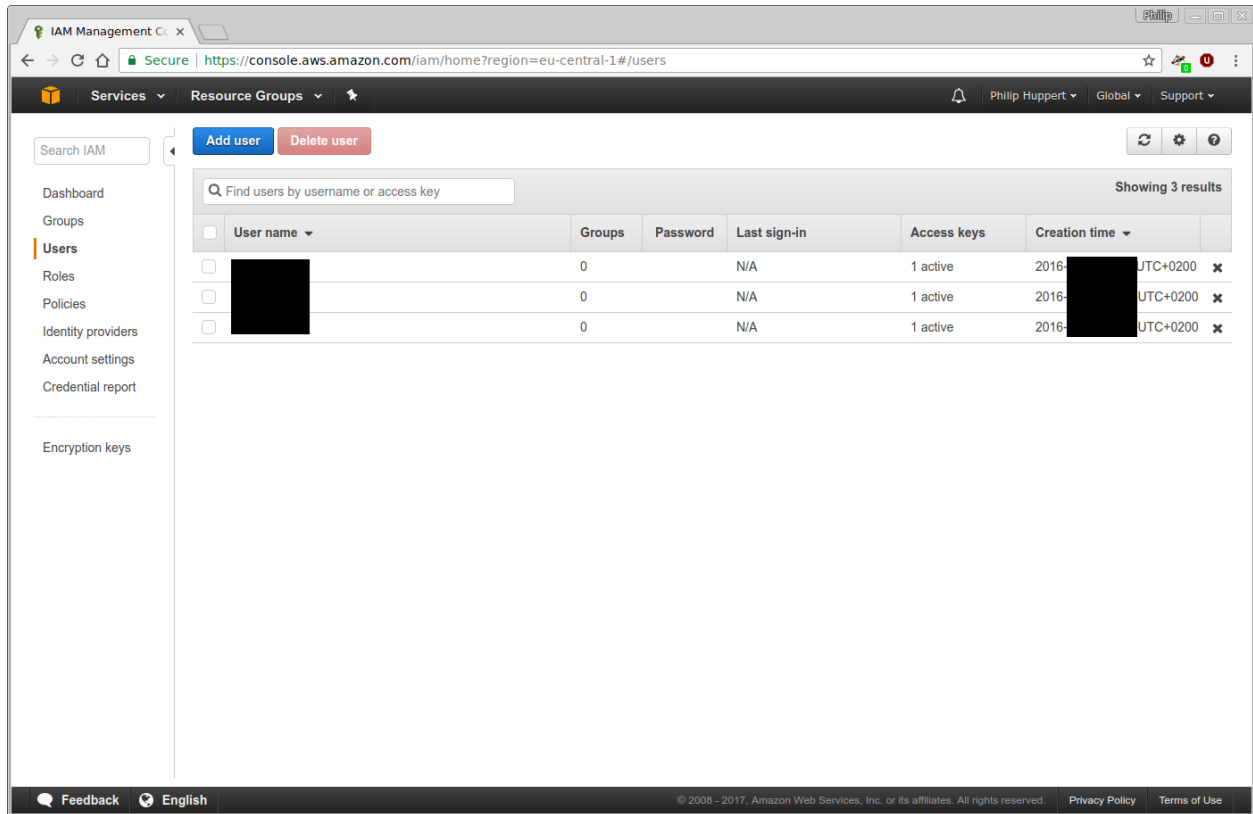 Philip
IAM Management Co
Secure | https://console.aws.amazon.com/iam/home?region=eu-central-1#/users
0
Services Resource Groups Philip Huppert Global Support
Search IAM
Dashboard
Groups
Users
Roles
Policies
Identity providers
Account settings
Credential report
Encryption keys
Add user Delete user
Find users by username or access key Showing 3 results
User name Groups Password Last sign-in Access keys Creation time
0 N/A 1 active 2016- UTC+0200
0 N/A 1 active 2016- UTC+0200
0 N/A 1 active 2016- UTC+0200
Feedback English © 2008 - 2017, Amazon Web Services, Inc. or its affiliates. All rights reserved. Privacy Policy Terms of Use